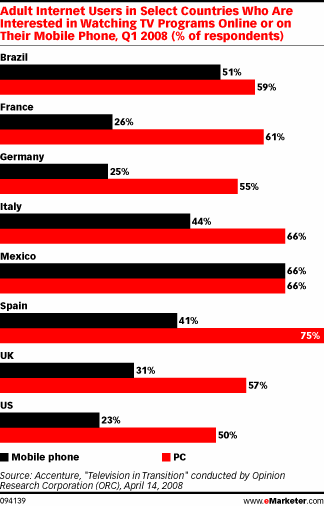 Adult Internet Users in Select Countries Who Are
Interested in Watching TV Programs Online or on
Their Mobile Phone, Q1 2008 (% of respondents)
Brazil
51%
59%
France
26%
61%
Germany
25%
55%
Italy
44%
66%
Mexico
66%
66%
Spain
41%
75%
UK
31%
57%
US
23%
50%
Mobile phone PC
Source: Accenture, "Television in Transition" conducted by Opinion
Research Corporation (ORC), April 14, 2008
094139 www.eMarketer.com